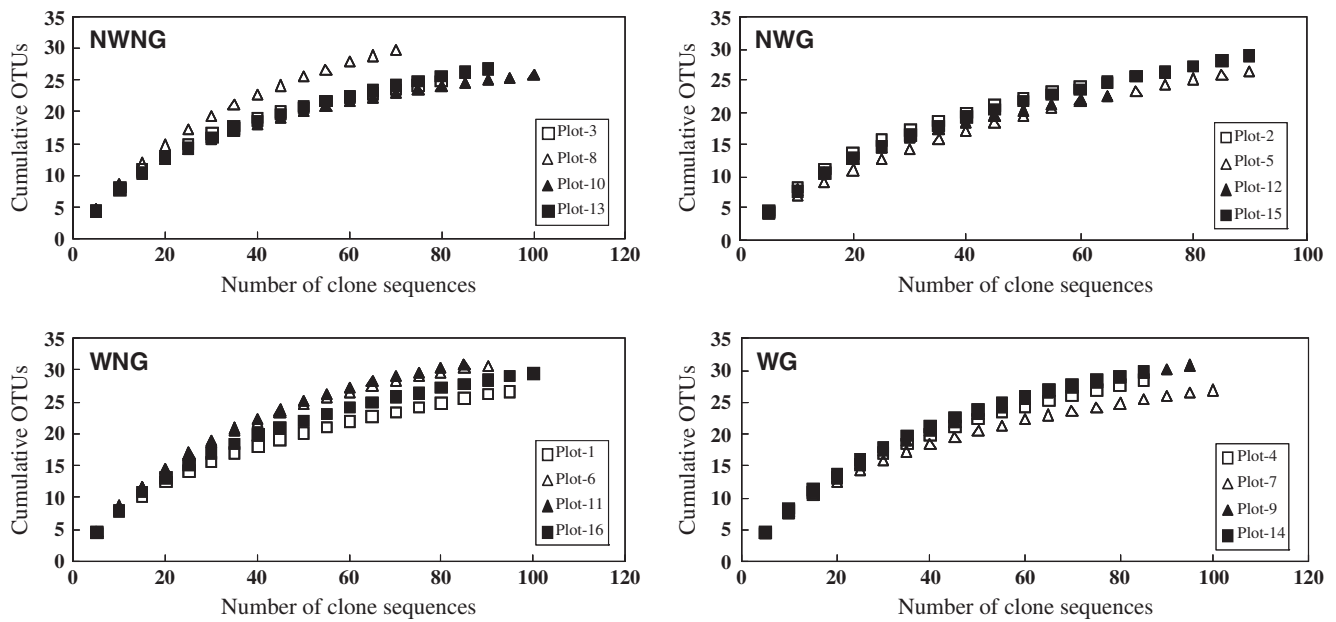 NWNG
Cumulative OTUs
35
30
25
20
15
10
5
0
Plot-3
Plot-8
Plot-10
Plot-13
0 20 40 60 80 100 120
Number of clone sequences
NWG
Cumulative OTUs
35
30
25
20
15
10
5
0
Plot-2
Plot-5
Plot-12
Plot-15
0 20 40 60 80 100
Number of clone sequences
WNG
Cumulative OTUs
35
30
25
20
15
10
5
0
Plot-1
Plot-6
Plot-11
Plot-16
0 20 40 60 80 100 120
Number of clone sequences
WG
Cumulative OTUs
35
30
25
20
15
10
5
0
Plot-4
Plot-7
Plot-9
Plot-14
0 20 40 60 80 100 120
Number of clone sequences